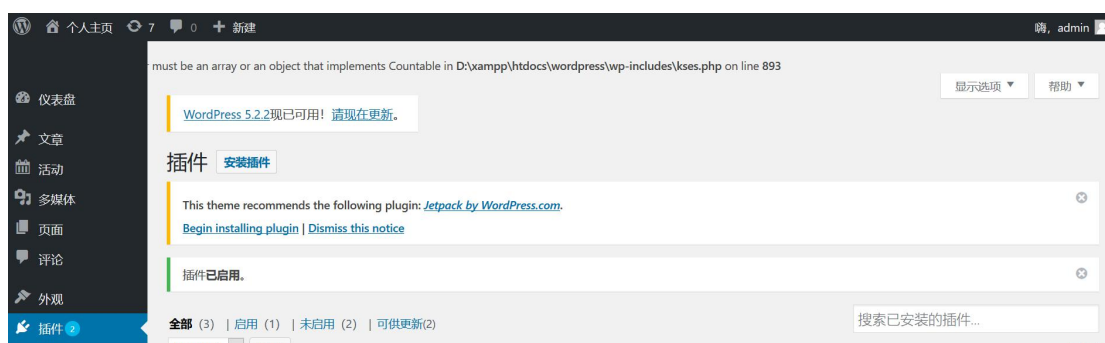 个人主页 7 0 新建 嗨，admin
must be an array or an object that implements Countable in D:\xampp\htdocs\wordpress\wp-includes\kses.php on line 893
显示选项 帮助
仪表盘
WordPress 5.2.2现已可用！请现在更新。
文章
插件 安装插件
活动
多媒体
This theme recommends the following plugin: Jetpack by WordPress.com.
Begin installing plugin | Dismiss this notice
页面
评论
插件已启用。
外观
插件 2
全部 (3) | 启用 (1) | 未启用 (2) | 可供更新(2)
搜索已安装的插件...